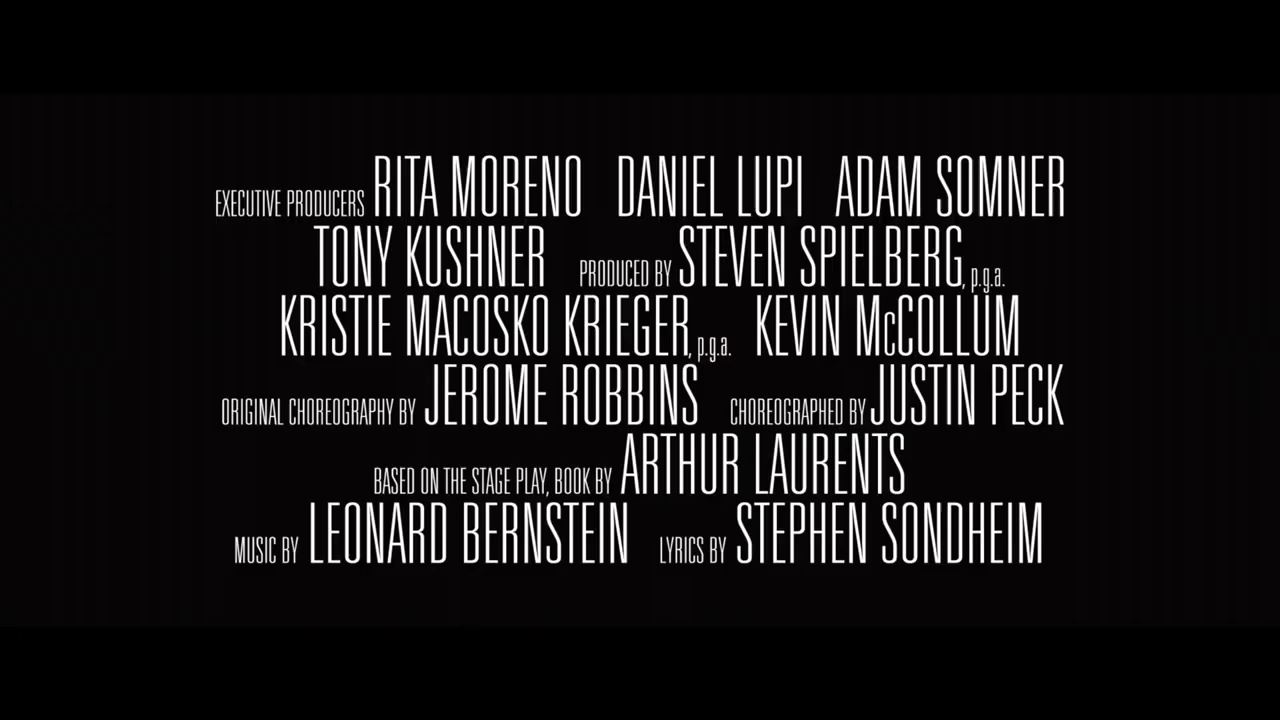 EXECUTIVE PRODUCERS RITA MORENO DANIEL LUPI ADAM SOMNER
TONY KUSHNER PRODUCED BY STEVEN SPIELBERG, p.g.a.
KRISTIE MACOSKO KRIEGER, p.g.a. KEVIN McCOLLUM
ORIGINAL CHOREOGRAPHY BY JEROME ROBBINS CHOREOGRAPHED BY JUSTIN PECK
BASED ON THE STAGE PLAY, BOOK BY ARTHUR LAURENTS
MUSIC BY LEONARD BERNSTEIN LYRICS BY STEPHEN SONDHEIM